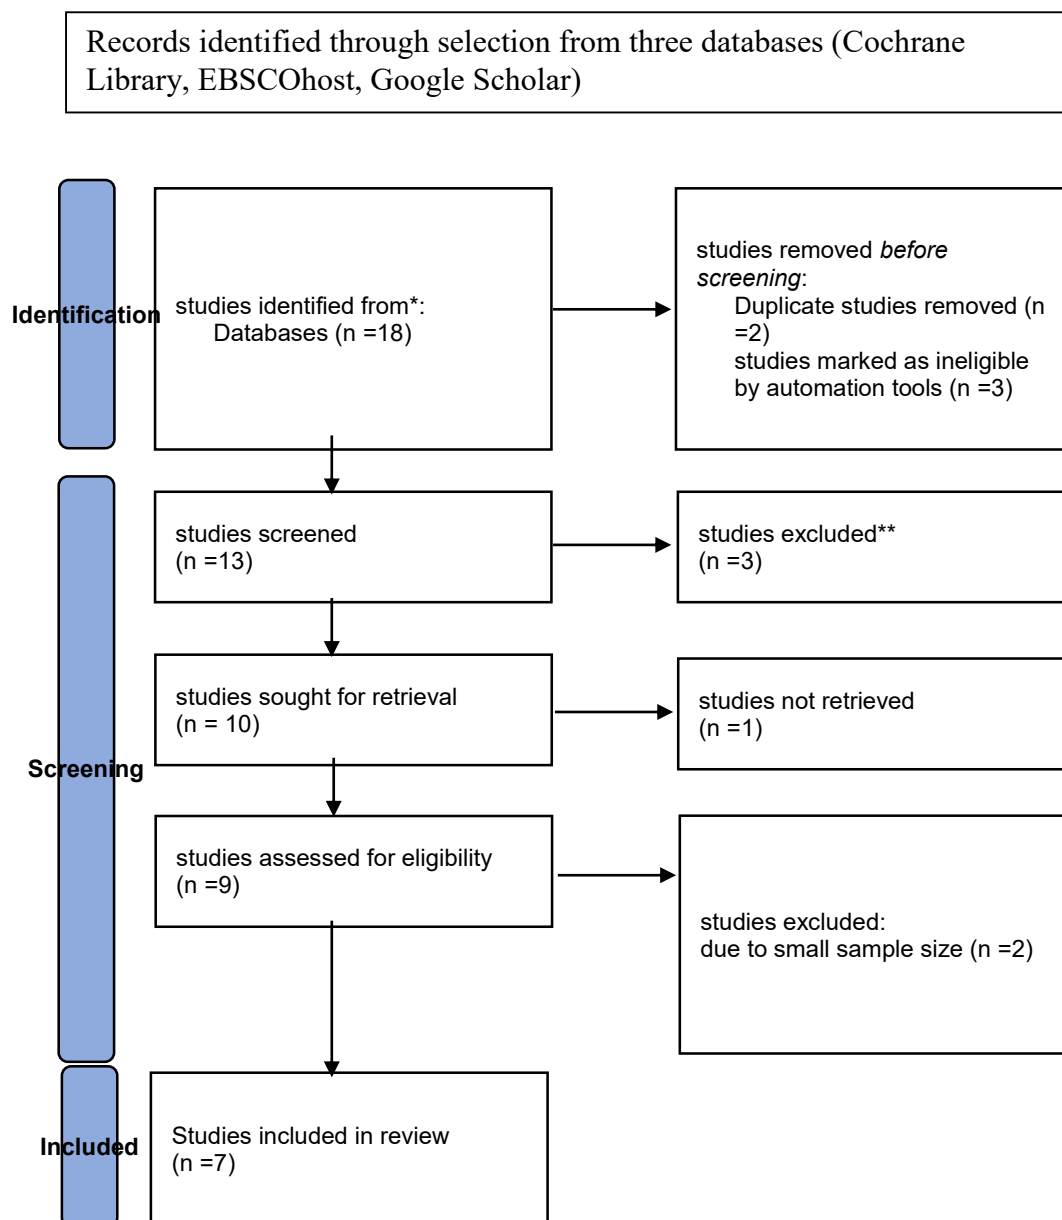 Records identified through selection from three databases (Cochrane
Library, EBSCOhost, Google Scholar)
Identification
studies identified from*:
Databases (n =18)
studies removed before
screening:
Duplicate studies removed (n
=2)
studies marked as ineligible
by automation tools (n =3)
Screening
studies screened
(n =13)
studies excluded**
(n =3)
studies sought for retrieval
(n = 10)
studies not retrieved
(n =1)
studies assessed for eligibility
(n =9)
studies excluded:
due to small sample size (n =2)
Included
Studies included in review
(n =7)